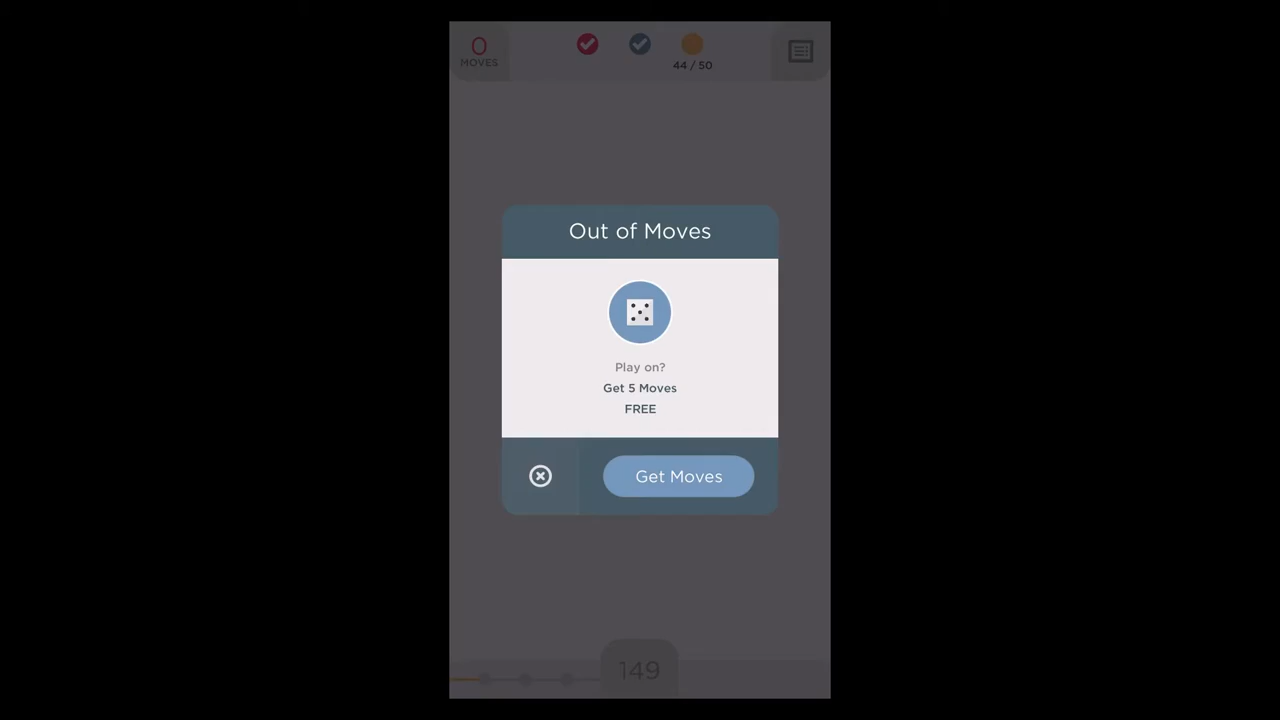 0
MOVES
44 / 50
Out of Moves
Play on?
Get 5 Moves
FREE
Get Moves
149